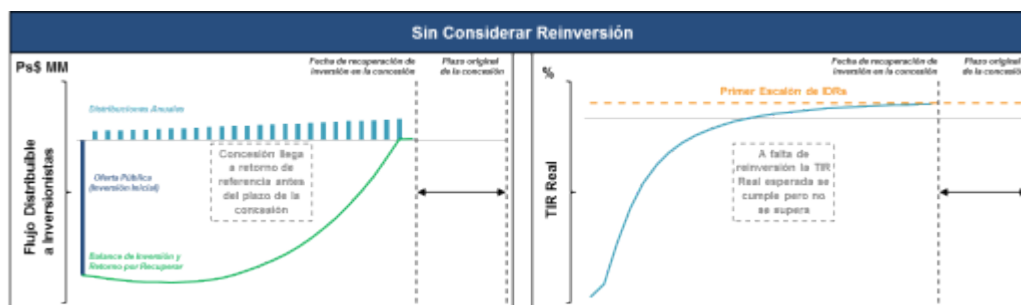 Sin Considerar Reinversión
Ps$ MM
Fecha de recuperación de
inversión en la concesión
Plazo original
de la concesión
Distribuciones Anuales
Concesión llega
a retorno de
referencia antes
del plazo de la
concesión
Oferta Pública
(Inversión Inicial)
Flujo Distribuible
a Inversionistas
Balance de Inversión y
Retorno por Recuperar
%
Fecha de recuperación de
inversión en la concesión
Plazo original
de la concesión
Primer Escalón de IDRs
A falta de
reinversión la TIR
Real esperada se
cumple pero no
se supera
TIR Real